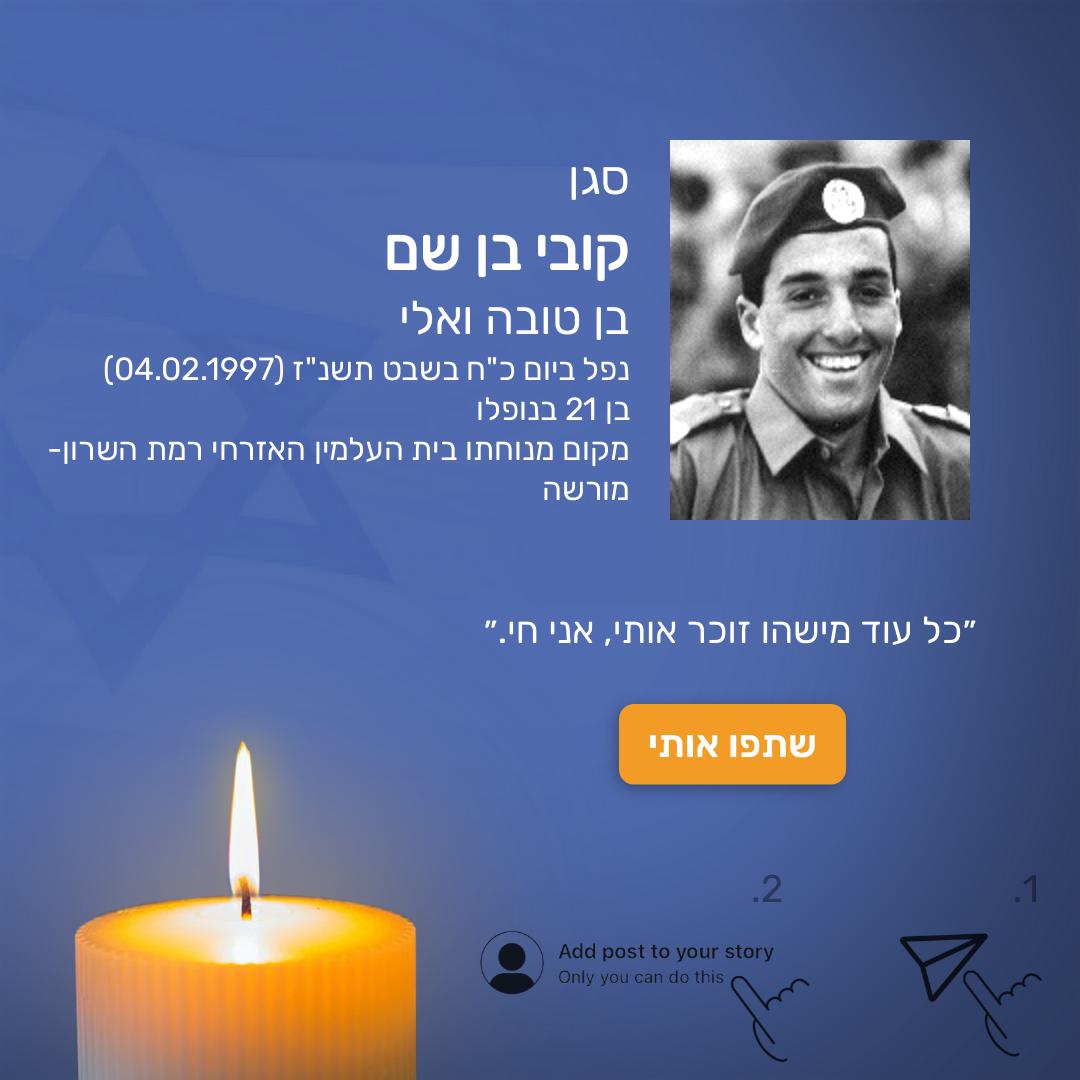 סגן
קובי בן שם
בן טובה ואלי
נפל ביום כ"ח בשבט תשנ"ז (04.02.1997)
בן 21 בנופלו
מקום מנוחתו בית העלמין האזרחי רמת השרון-
מורשה
״כל עוד מישהו זוכר אותי, אני חי.״
שתפו אותי
1.
2.
Add post to your story
Only you can do this